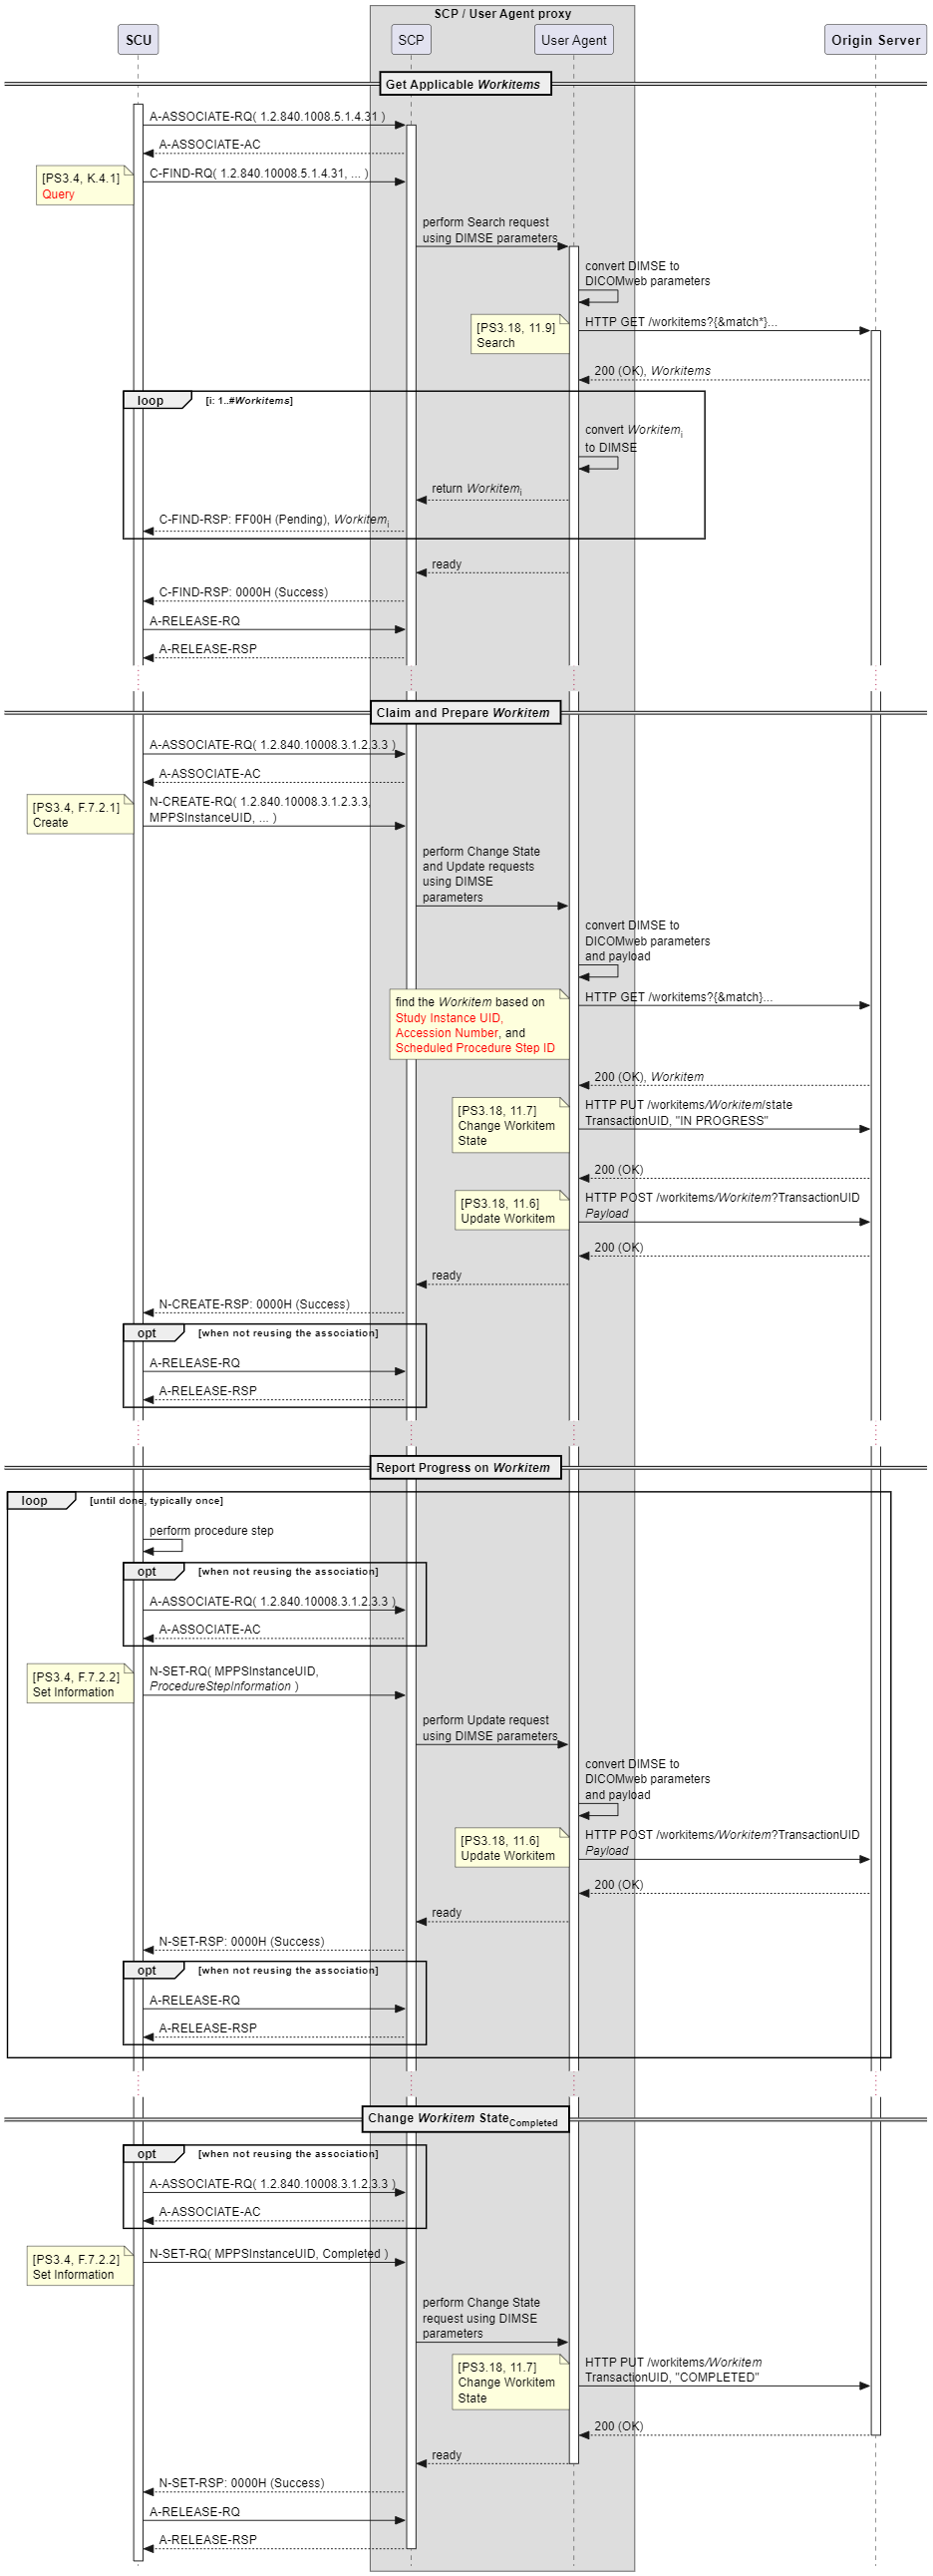 SCP / User Agent proxy
SCU
SCP
User Agent
Origin Server
Get Applicable Workitems
A-ASSOCIATE-RQ( 1.2.840.1008.5.1.4.31 )
A-ASSOCIATE-AC
[PS3.4, K.4.1]
Query
C-FIND-RQ( 1.2.840.10008.5.1.4.31, ... )
perform Search request
using DIMSE parameters
convert DIMSE to
DICOMweb parameters
[PS3.18, 11.9]
Search
HTTP GET /workitems?{&match*}...
200 (OK), Workitems
loop
[i: 1..#Workitems]
convert Workitemi
to DIMSE
return Workitemi
C-FIND-RSP: FF00H (Pending), Workitemi
ready
C-FIND-RSP: 0000H (Success)
A-RELEASE-RQ
A-RELEASE-RSP
Claim and Prepare Workitem
A-ASSOCIATE-RQ( 1.2.840.10008.3.1.2.3.3 )
A-ASSOCIATE-AC
[PS3.4, F.7.2.1]
Create
N-CREATE-RQ( 1.2.840.10008.3.1.2.3.3,
MPPSInstanceUID, ... )
perform Change State
and Update requests
using DIMSE
parameters
convert DIMSE to
DICOMweb parameters
and payload
find the Workitem based on
Study Instance UID,
Accession Number, and
Scheduled Procedure Step ID
HTTP GET /workitems?{&match}...
200 (OK), Workitem
[PS3.18, 11.7]
Change Workitem
State
HTTP PUT /workitems/Workitem/state
TransactionUID, "IN PROGRESS"
200 (OK)
[PS3.18, 11.6]
Update Workitem
HTTP POST /workitems/Workitem?TransactionUID
Payload
200 (OK)
ready
N-CREATE-RSP: 0000H (Success)
opt
[when not reusing the association]
A-RELEASE-RQ
A-RELEASE-RSP
Report Progress on Workitem
loop
[until done, typically once]
perform procedure step
opt
[when not reusing the association]
A-ASSOCIATE-RQ( 1.2.840.10008.3.1.2.3.3 )
A-ASSOCIATE-AC
[PS3.4, F.7.2.2]
Set Information
N-SET-RQ( MPPSInstanceUID,
ProcedureStepInformation )
perform Update request
using DIMSE parameters
convert DIMSE to
DICOMweb parameters
and payload
[PS3.18, 11.6]
Update Workitem
HTTP POST /workitems/Workitem?TransactionUID
Payload
200 (OK)
ready
N-SET-RSP: 0000H (Success)
opt
[when not reusing the association]
A-RELEASE-RQ
A-RELEASE-RSP
Change Workitem StateCompleted
opt
[when not reusing the association]
A-ASSOCIATE-RQ( 1.2.840.10008.3.1.2.3.3 )
A-ASSOCIATE-AC
[PS3.4, F.7.2.2]
Set Information
N-SET-RQ( MPPSInstanceUID, Completed )
perform Change State
request using DIMSE
parameters
[PS3.18, 11.7]
Change Workitem
State
HTTP PUT /workitems/Workitem
TransactionUID, "COMPLETED"
200 (OK)
ready
N-SET-RSP: 0000H (Success)
A-RELEASE-RQ
A-RELEASE-RSP